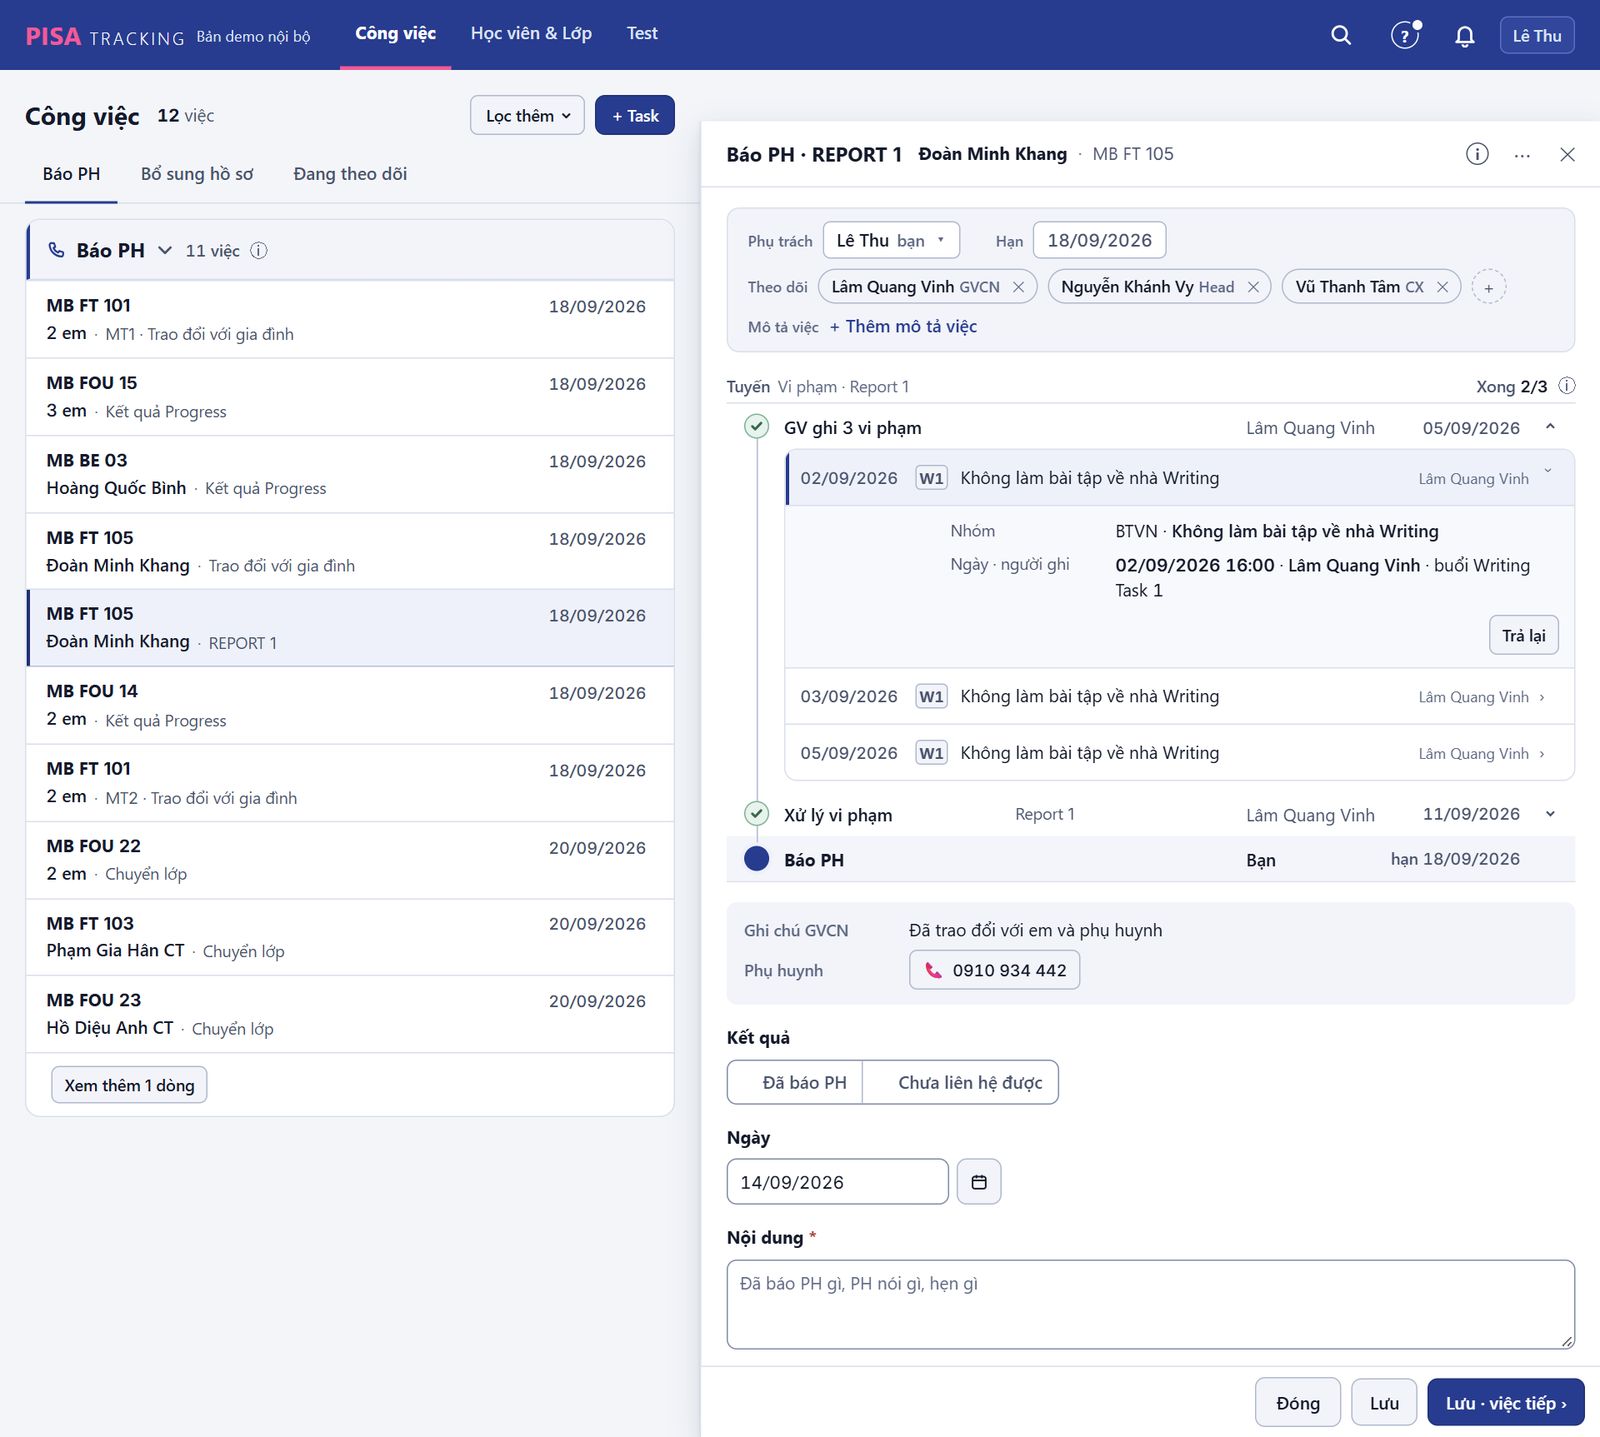 PISA TRACKING Bản demo nội bộ Công việc Học viên & Lớp Test ? Lê Thu
Công việc 12 việc Lọc thêm + Task
Báo PH Bổ sung hồ sơ Đang theo dõi
Báo PH 11 việc
MB FT 101 18/09/2026
2 em · MT1 · Trao đổi với gia đình
MB FOU 15 18/09/2026
3 em · Kết quả Progress
MB BE 03 18/09/2026
Hoàng Quốc Bình · Kết quả Progress
MB FT 105 18/09/2026
Đoàn Minh Khang · Trao đổi với gia đình
MB FT 105 18/09/2026
Đoàn Minh Khang · REPORT 1
MB FOU 14 18/09/2026
2 em · Kết quả Progress
MB FT 101 18/09/2026
2 em · MT2 · Trao đổi với gia đình
MB FOU 22 20/09/2026
2 em · Chuyển lớp
MB FT 103 20/09/2026
Phạm Gia Hân CT · Chuyển lớp
MB FOU 23 20/09/2026
Hồ Diệu Anh CT · Chuyển lớp
Xem thêm 1 dòng
Báo PH · REPORT 1 Đoàn Minh Khang · MB FT 105
Phụ trách Lê Thu bạn Hạn 18/09/2026
Theo dõi Lâm Quang Vinh GVCN Nguyễn Khánh Vy Head Vũ Thanh Tâm CX +
Mô tả việc + Thêm mô tả việc
Tuyến Vi phạm · Report 1 Xong 2/3
GV ghi 3 vi phạm Lâm Quang Vinh 05/09/2026
02/09/2026 W1 Không làm bài tập về nhà Writing Lâm Quang Vinh
Nhóm BTVN · Không làm bài tập về nhà Writing
Ngày · người ghi 02/09/2026 16:00 · Lâm Quang Vinh · buổi Writing
Task 1
Trả lại
03/09/2026 W1 Không làm bài tập về nhà Writing Lâm Quang Vinh ›
05/09/2026 W1 Không làm bài tập về nhà Writing Lâm Quang Vinh ›
Xử lý vi phạm Report 1 Lâm Quang Vinh 11/09/2026
Báo PH Bạn hạn 18/09/2026
Ghi chú GVCN Đã trao đổi với em và phụ huynh
Phụ huynh 0910 934 442
Kết quả
Đã báo PH Chưa liên hệ được
Ngày
14/09/2026
Nội dung *
Đã báo PH gì, PH nói gì, hẹn gì
Đóng Lưu Lưu · việc tiếp ›